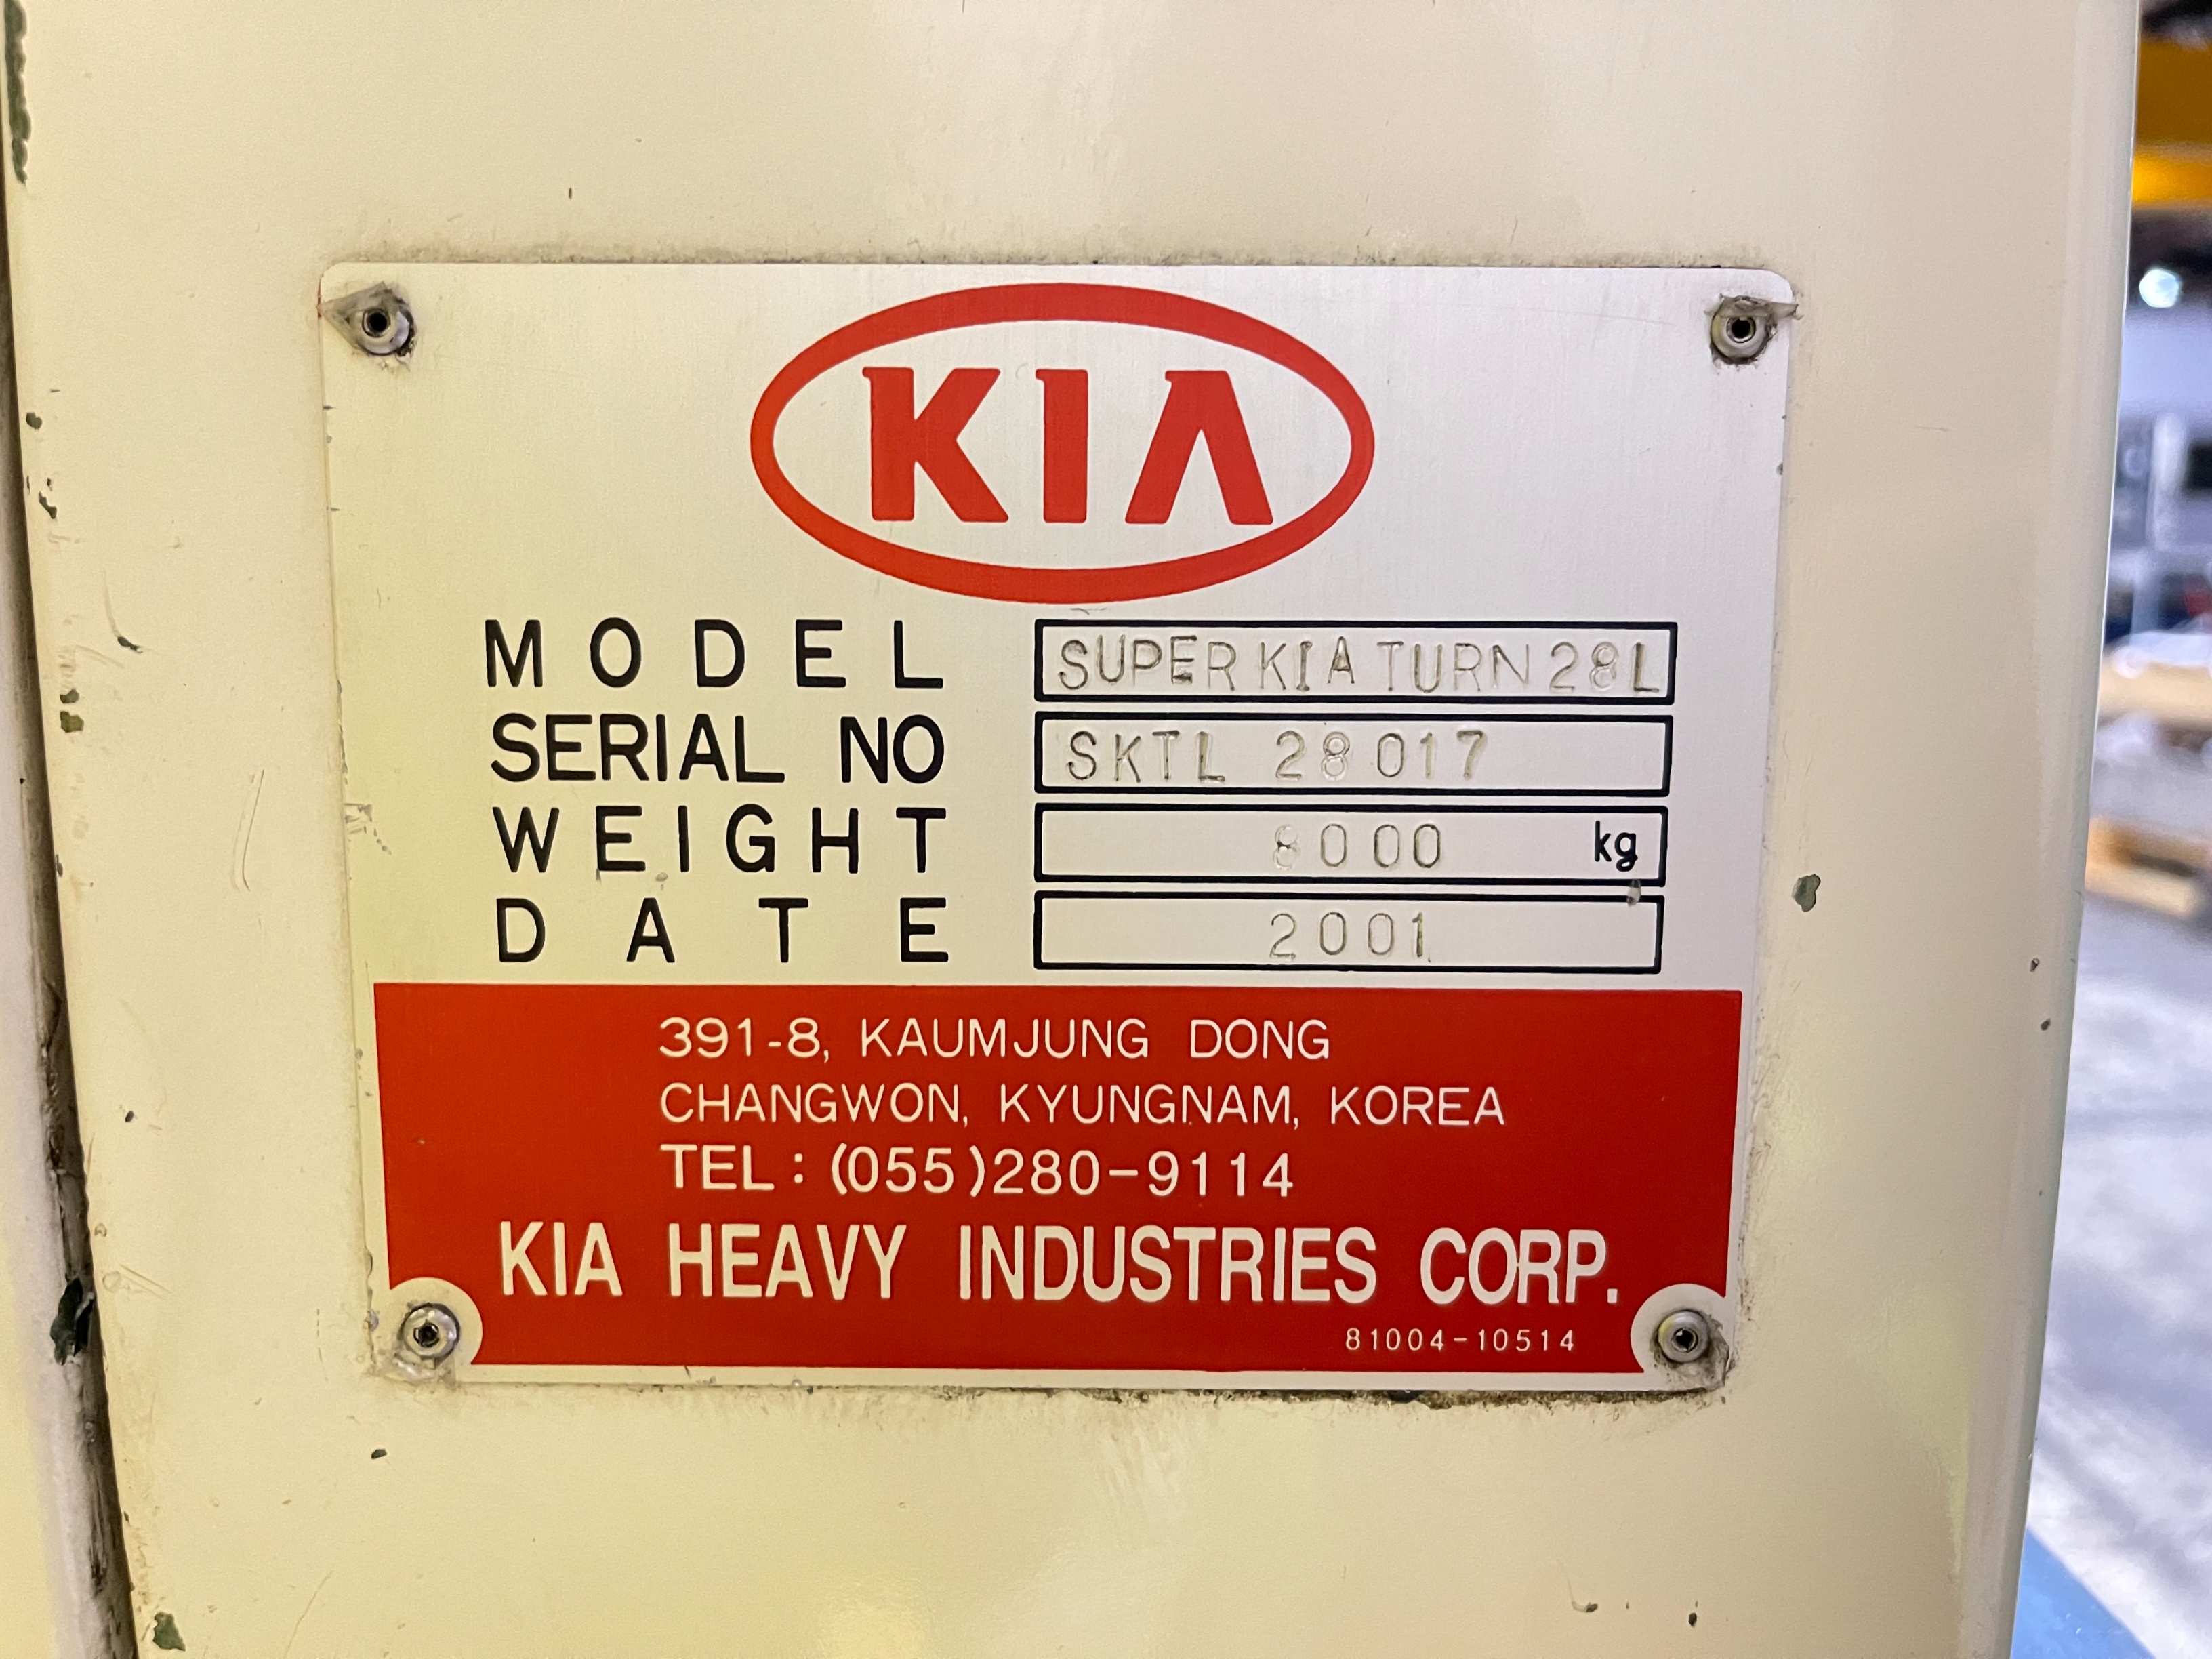 KIA
MODEL SUPER KIA TURN 28L
SERIAL NO SKTL 28017
WEIGHT 8000 kg
DATE 2001
391-8, KAUMJUNG DONG
CHANGWON, KYUNGNAM, KOREA
TEL : (055)280-9114
KIA HEAVY INDUSTRIES CORP.
81004-10514